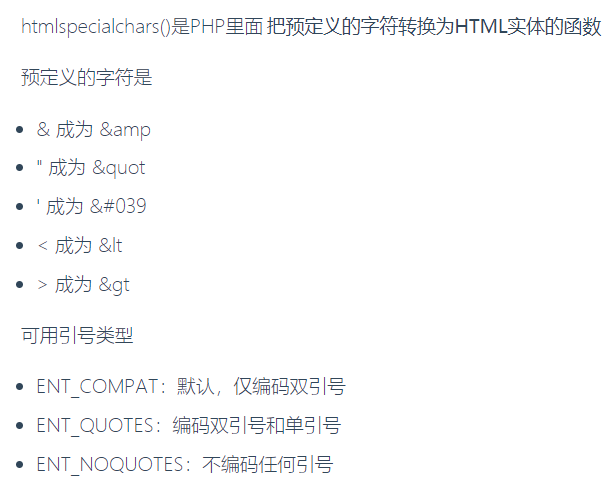 htmlspecialchars()是PHP里面 把预定义的字符转换为HTML实体的函数
预定义的字符是
& 成为 &amp
" 成为 &quot
' 成为 &#039
< 成为 &lt
> 成为 &gt
可用引号类型
ENT_COMPAT：默认，仅编码双引号
ENT_QUOTES：编码双引号和单引号
ENT_NOQUOTES：不编码任何引号